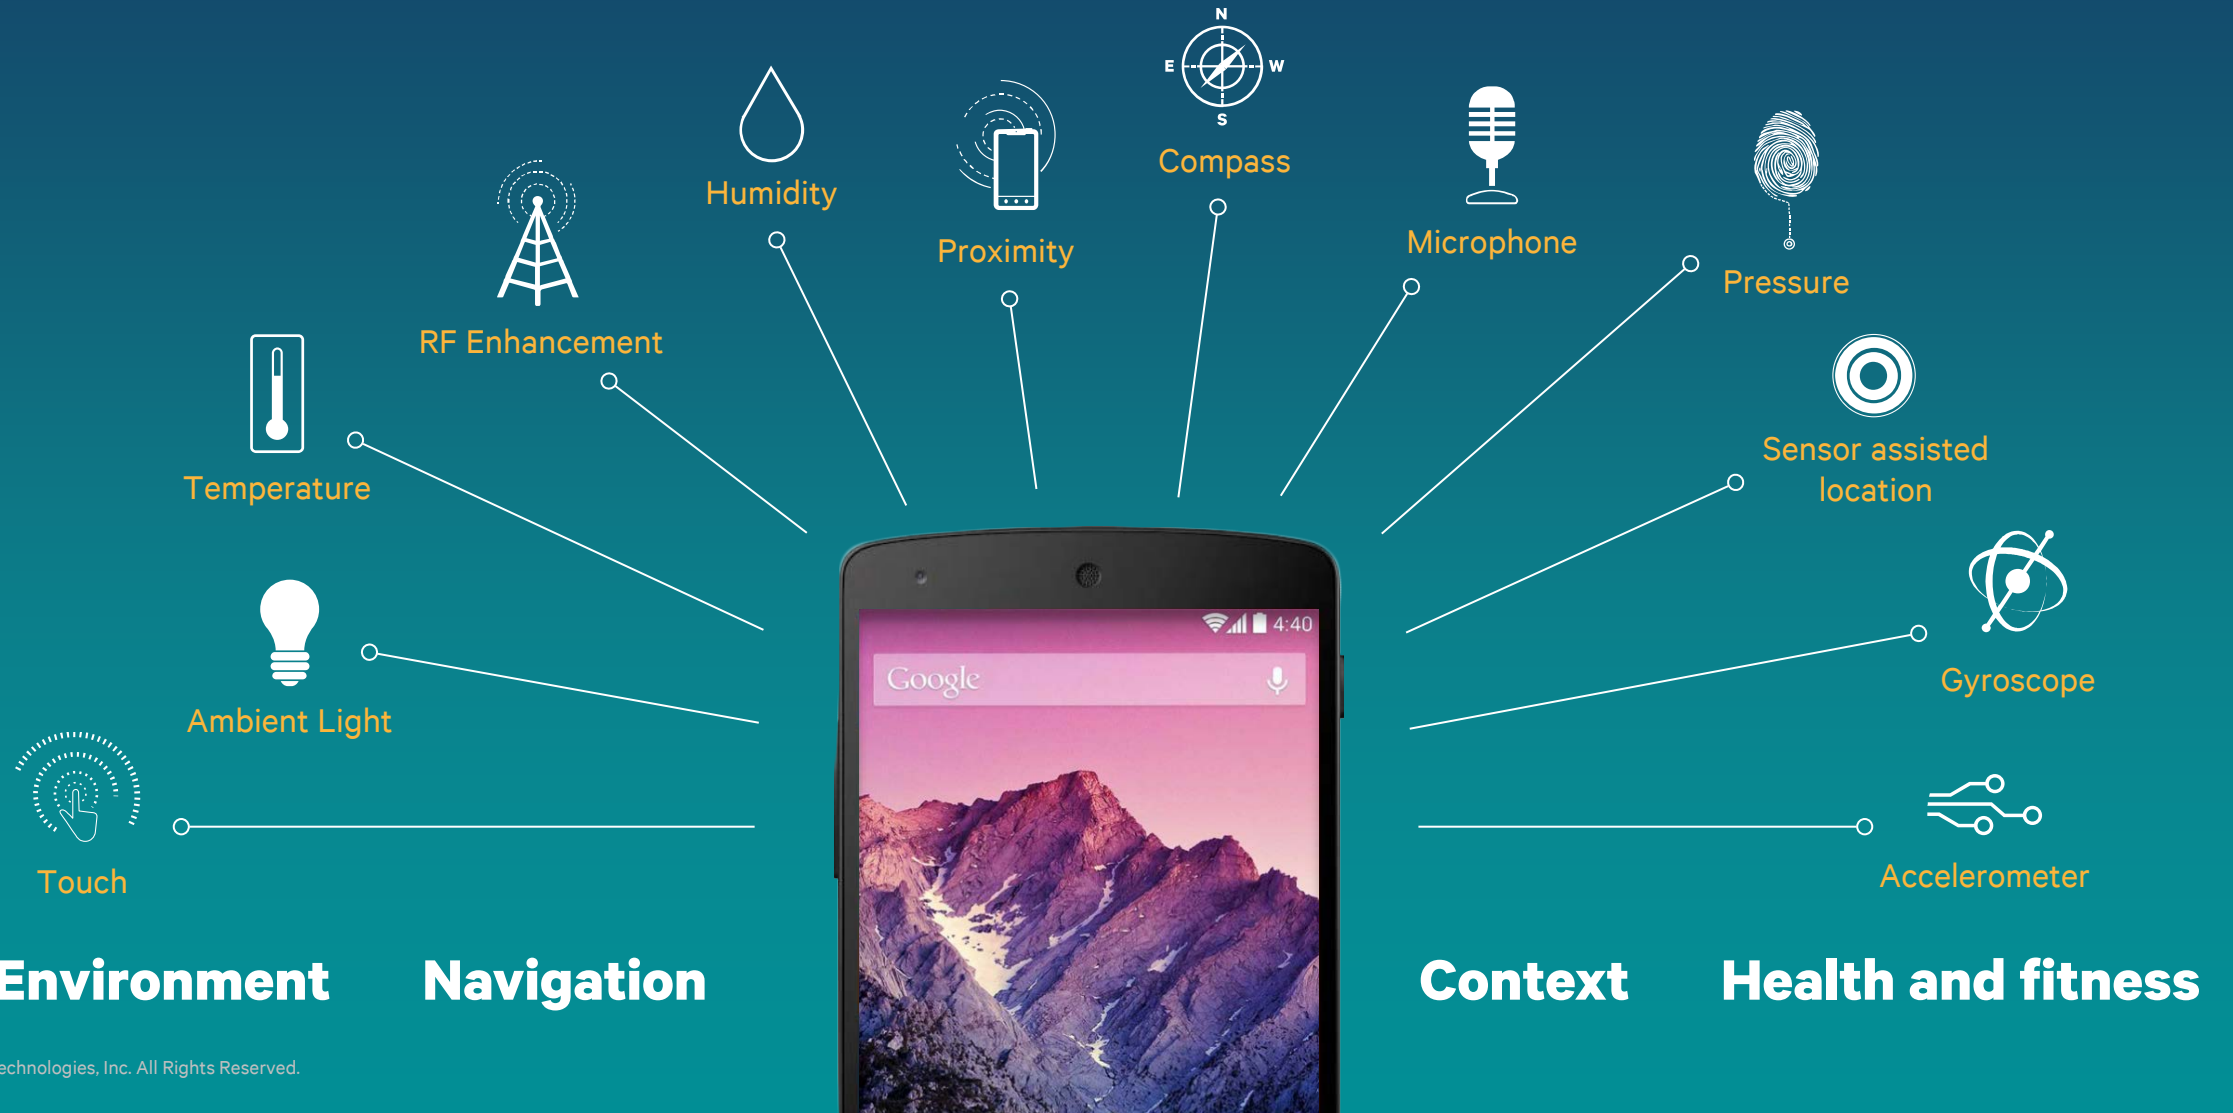 N
E W
S
Compass
Humidity
Proximity
Microphone
Pressure
RF Enhancement
Sensor assisted
location
Temperature
Gyroscope
Ambient Light
Accelerometer
Touch
4:40
Google
Environment Navigation Context Health and fitness
Inc. All Rights Reserved.